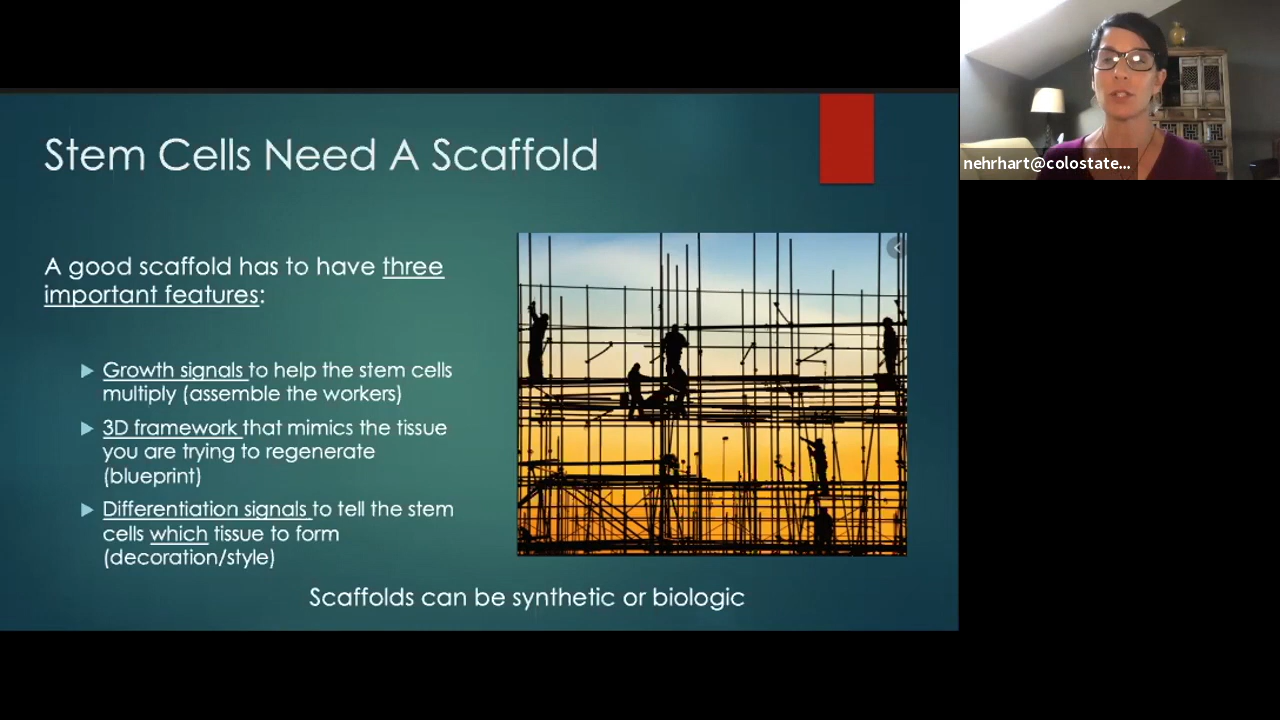 Stem Cells Need A Scaffold
A good scaffold has to have three
important features:
Growth signals to help the stem cells
multiply (assemble the workers)
3D framework that mimics the tissue
you are trying to regenerate
(blueprint)
Differentiation signals to tell the stem
cells which tissue to form
(decoration/style)
Scaffolds can be synthetic or biologic
nehrhart@colostate...